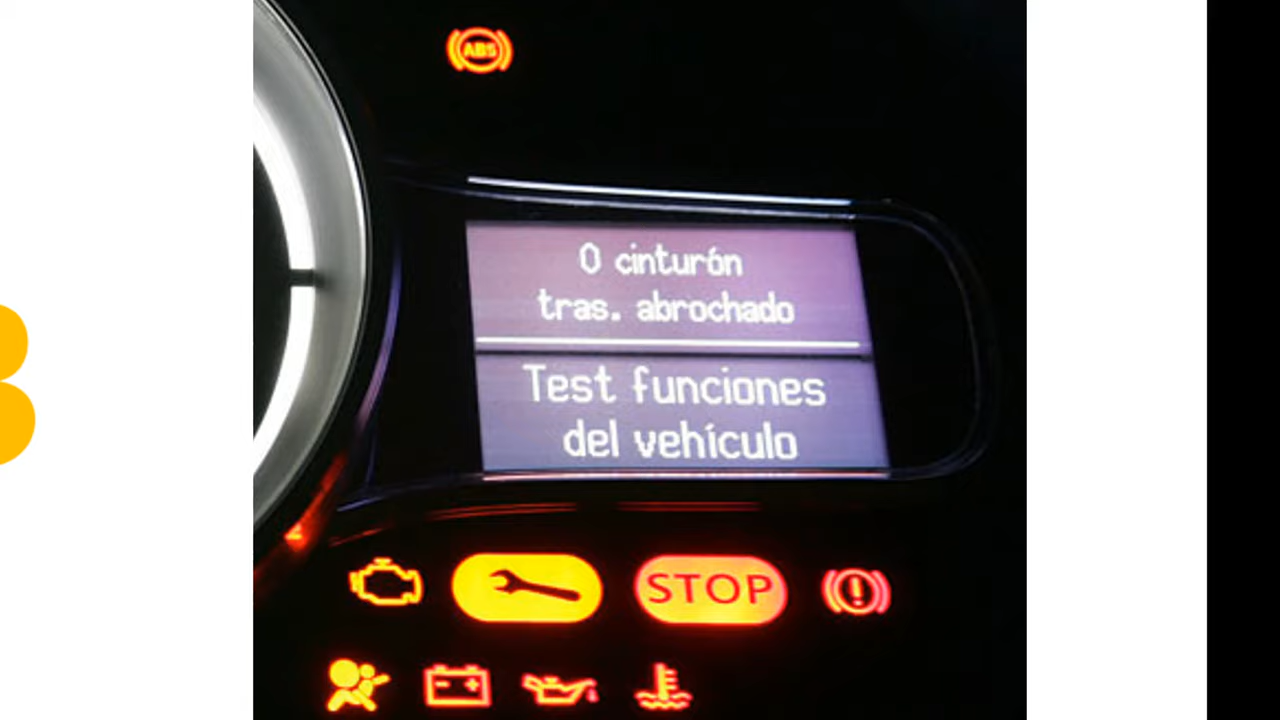 ABS
0 cinturón
tras. abrochado
Test funciones
del vehículo
STOP